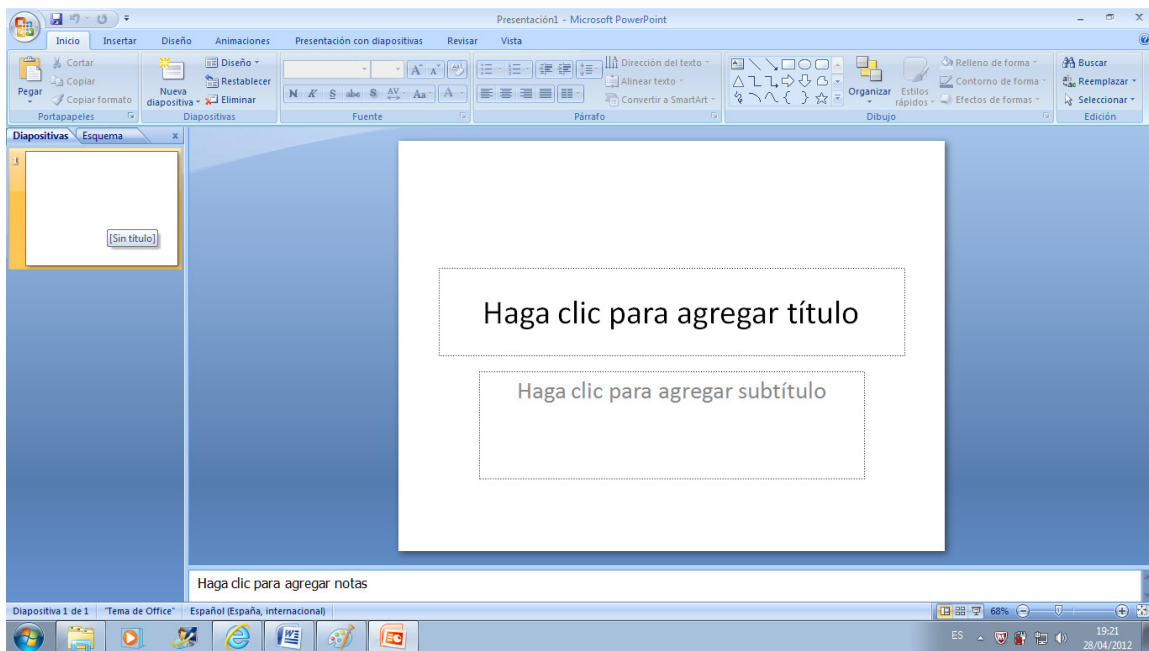 Presentación1 - Microsoft PowerPoint
Inicio Insertar Diseño Animaciones Presentación con diapositivas Revisar Vista
Pegar
Cortar
Copiar
Copiar formato
Portapapeles
Nueva diapositiva
Diseño
Restablecer
Eliminar
Diapositivas
N K S abc S AV Aa A
Fuente
Dirección del texto
Alinear texto
Convertir a SmartArt
Párrafo
Organizar
Estilos rápidos
Relleno de forma
Contorno de forma
Efectos de formas
Dibujo
Buscar
Reemplazar
Seleccionar
Edición
Diapositivas Esquema x
1
[Sin título]
Haga clic para agregar título
Haga clic para agregar subtítulo
Haga clic para agregar notas
Diapositiva 1 de 1 "Tema de Office" Español (España, internacional) 68%
ES 19:21
28/04/2012